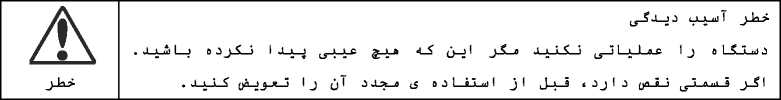 خطر آسیب دیدگی
دستگاه را عملیاتی نکنید مگر این که هیچ عیبی پیدا نکرده باشید.
اگر قسمتی نقص دارد، قبل از استفاده ی مجدد آن را تعویض کنید.
خطر